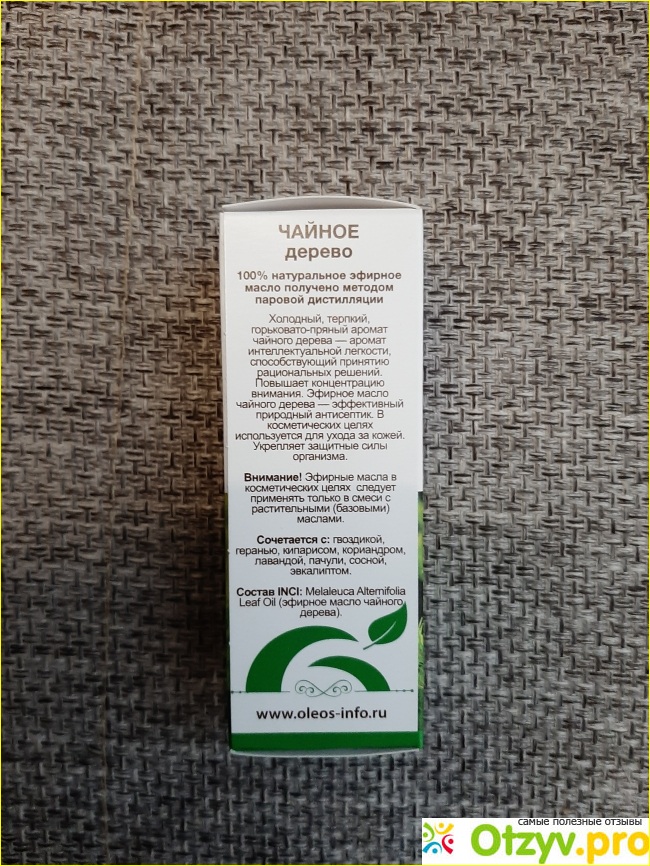 ЧАЙНОЕ
дерево
100% натуральное эфирное
масло получено методом
паровой дистилляции
Холодный, терпкий,
горьковато-пряный аромат
чайного дерева — аромат
интеллектуальной легкости,
способствующий принятию
рациональных решений.
Повышает концентрацию
внимания. Эфирное масло
чайного дерева — эффективный
природный антисептик. В
косметических целях
используется для ухода за кожей.
Укрепляет защитные силы
организма.
Внимание! Эфирные масла в
косметических целях следует
применять только в смеси с
растительными (базовыми)
маслами.
Сочетается с: гвоздикой,
геранью, кипарисом, кориандром,
лавандой, пачули, сосной,
эвкалиптом.
Состав INCI: Melaleuca Alternifolia
Leaf Oil (эфирное масло чайного
дерева).
www.oleos-info.ru
самые полезные отзывы
Otzyv.pro